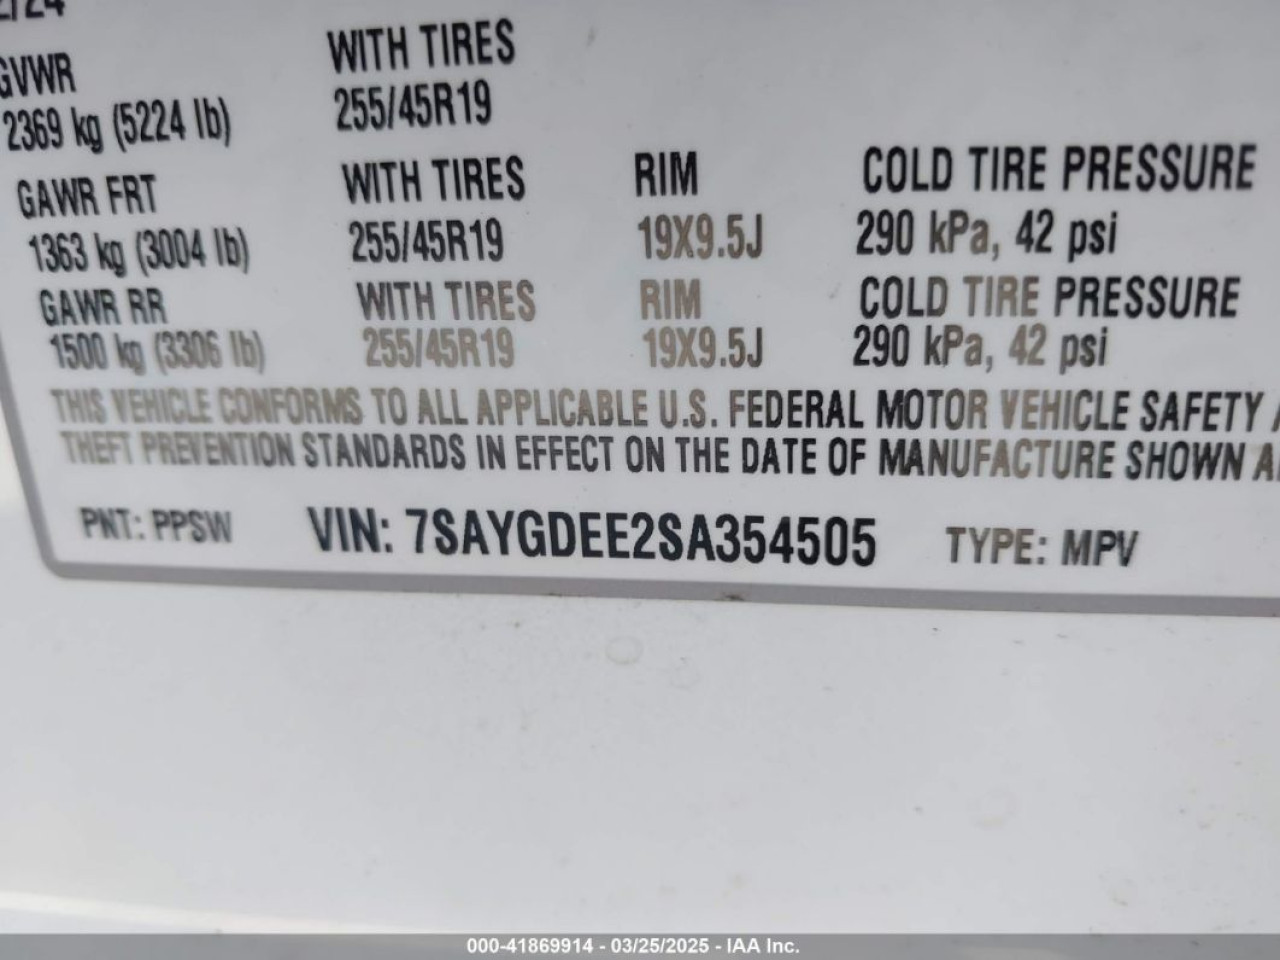 2/24
GVWR WITH TIRES
2369 kg (5224 lb) 255/45R19
GAWR FRT WITH TIRES RIM COLD TIRE PRESSURE
1363 kg (3004 lb) 255/45R19 19X9.5J 290 kPa, 42 psi
GAWR RR WITH TIRES RIM COLD TIRE PRESSURE
1500 kg (3306 lb) 255/45R19 19X9.5J 290 kPa, 42 psi
THIS VEHICLE CONFORMS TO ALL APPLICABLE U.S. FEDERAL MOTOR VEHICLE SAFETY
THEFT PREVENTION STANDARDS IN EFFECT ON THE DATE OF MANUFACTURE SHOWN
PNT: PPSW VIN: 7SAYGDEE2SA354505 TYPE: MPV
000-41869914 - 03/25/2025 - IAA Inc.